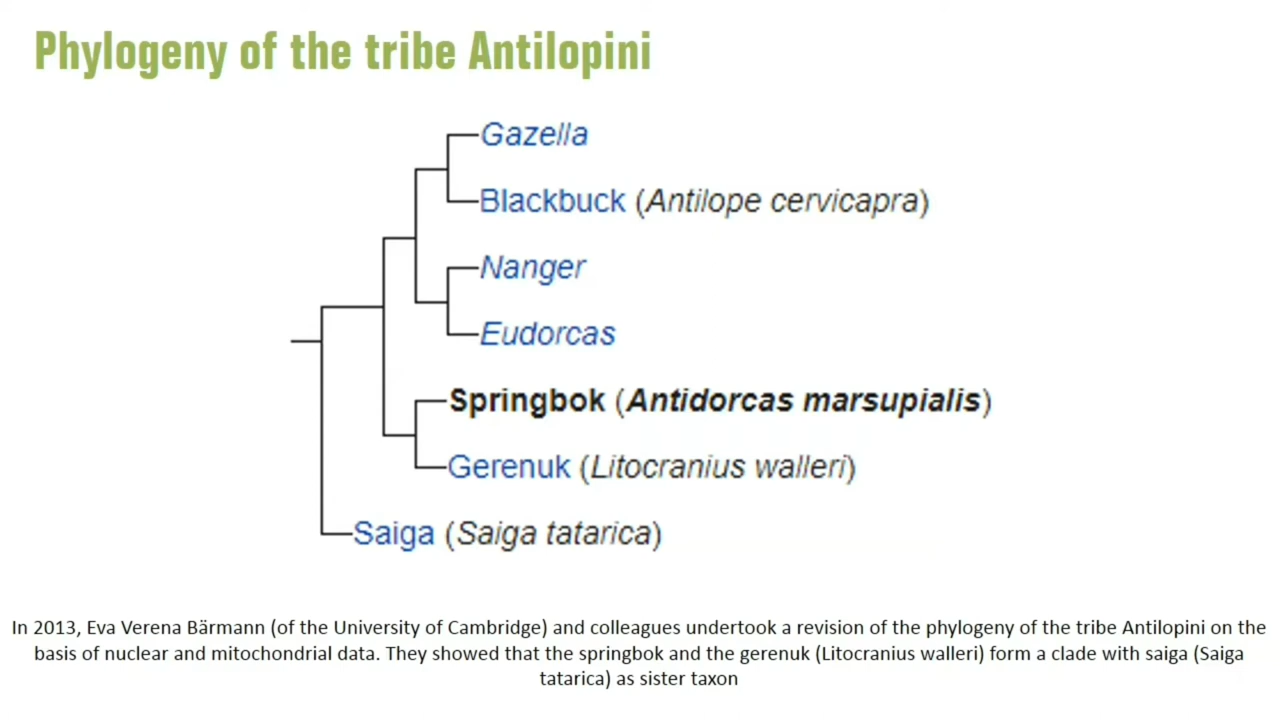 Phylogeny of the tribe Antilopini
Gazella
Blackbuck (Antilope cervicapra)
Nanger
Eudorcas
Springbok (Antidorcas marsupialis)
Gerenuk (Litocranius walleri)
Saiga (Saiga tatarica)
In 2013, Eva Verena Bärmann (of the University of Cambridge) and colleagues undertook a revision of the phylogeny of the tribe Antilopini on the
basis of nuclear and mitochondrial data. They showed that the springbok and the gerenuk (Litocranius walleri) form a clade with saiga (Saiga
tatarica) as sister taxon